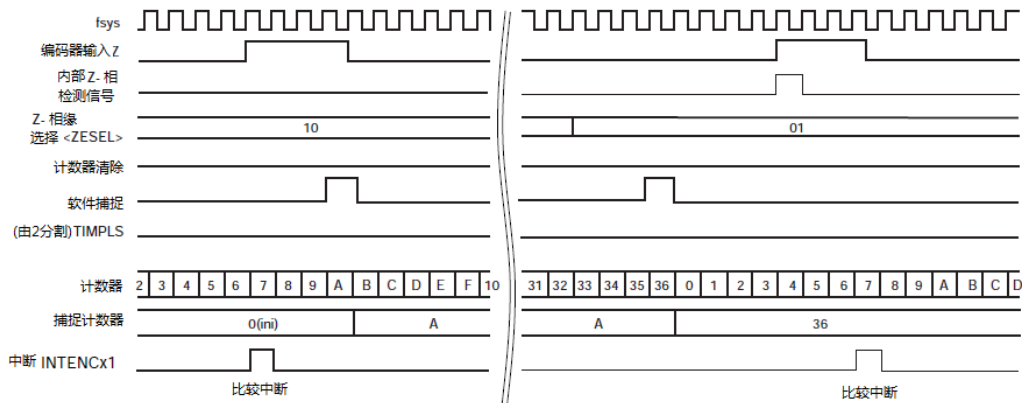 fsys
编码器输入Z
内部Z-相
检测信号
Z-相缘
选择 <ZESEL>
10
01
计数器清除
软件捕捉
(由2分割)TIMPLS
计数器 2 3 4 5 6 7 8 9 A B C D E F 10 31 32 33 34 35 36 0 1 2 3 4 5 6 7 8 9 A B C D
捕捉计数器 0(ini) A A 36
中断 INTENCx1
比较中断 比较中断